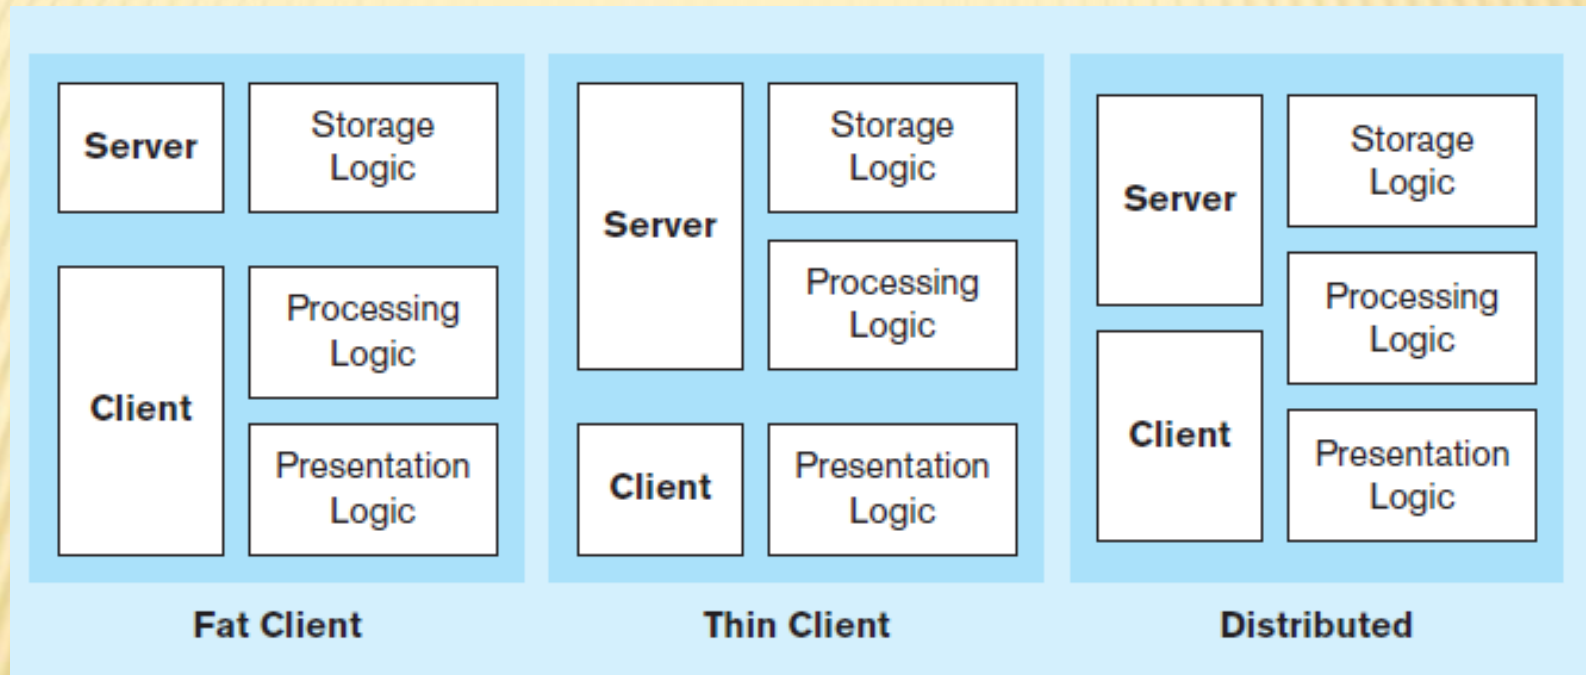 Server
Storage
Logic
Client
Processing
Logic
Presentation
Logic
Fat Client
Server
Storage
Logic
Processing
Logic
Client
Presentation
Logic
Thin Client
Server
Storage
Logic
Processing
Logic
Client
Presentation
Logic
Distributed